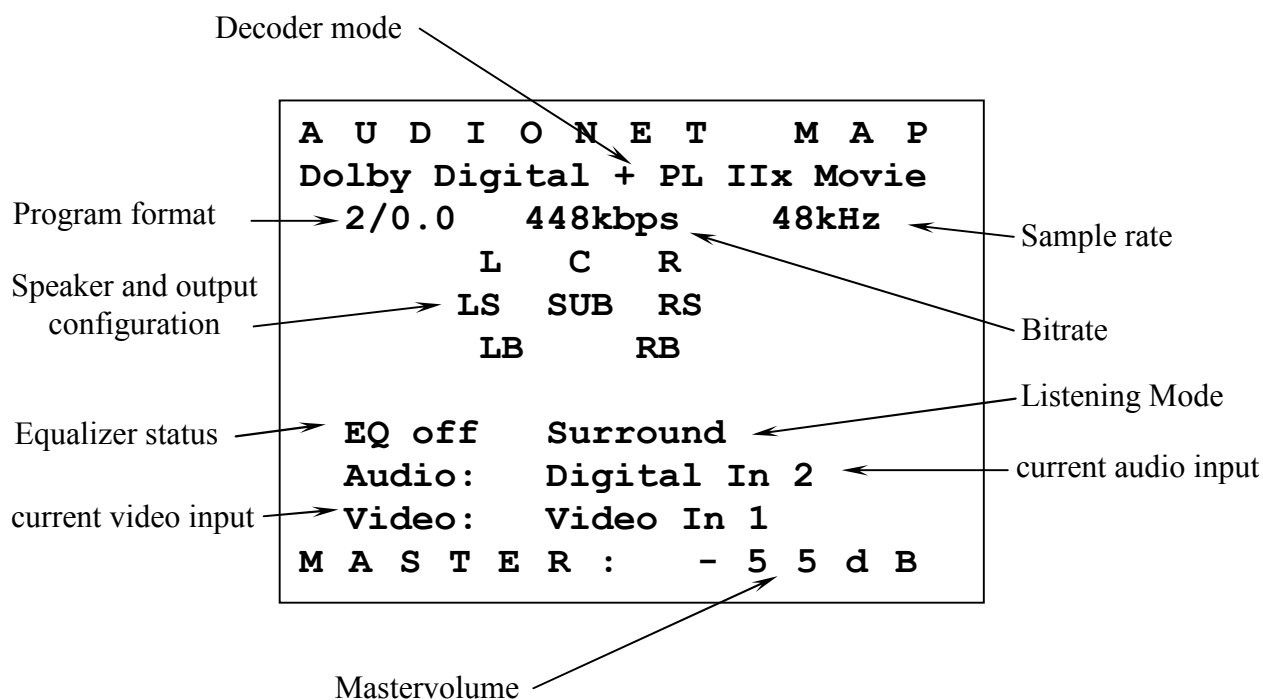 Decoder mode
A U D I O N E T M A P
Dolby Digital + PL IIx Movie
Program format
2/0.0 448kbps 48kHz
Sample rate
L C R
Speaker and output
configuration
LS SUB RS
Bitrate
LB RB
Listening Mode
Equalizer status
EQ off Surround
Audio: Digital In 2
current audio input
current video input
Video: Video In 1
M A S T E R : - 5 5 d B
Mastervolume